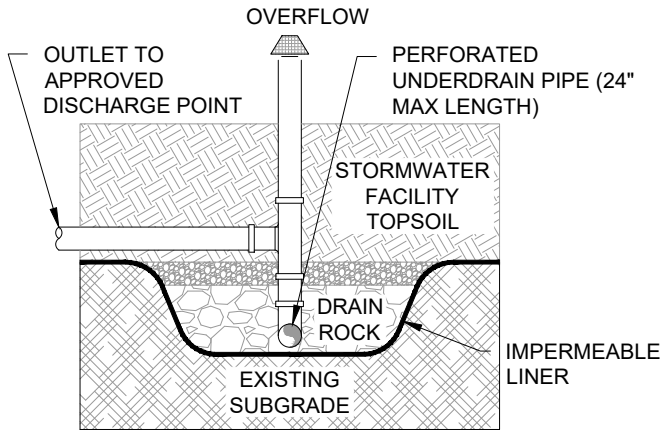 OVERFLOW
OUTLET TO
APPROVED
DISCHARGE POINT
PERFORATED
UNDERDRAIN PIPE (24"
MAX LENGTH)
STORMWATER
FACILITY
TOPSOIL
DRAIN
ROCK
IMPERMEABLE
LINER
EXISTING
SUBGRADE